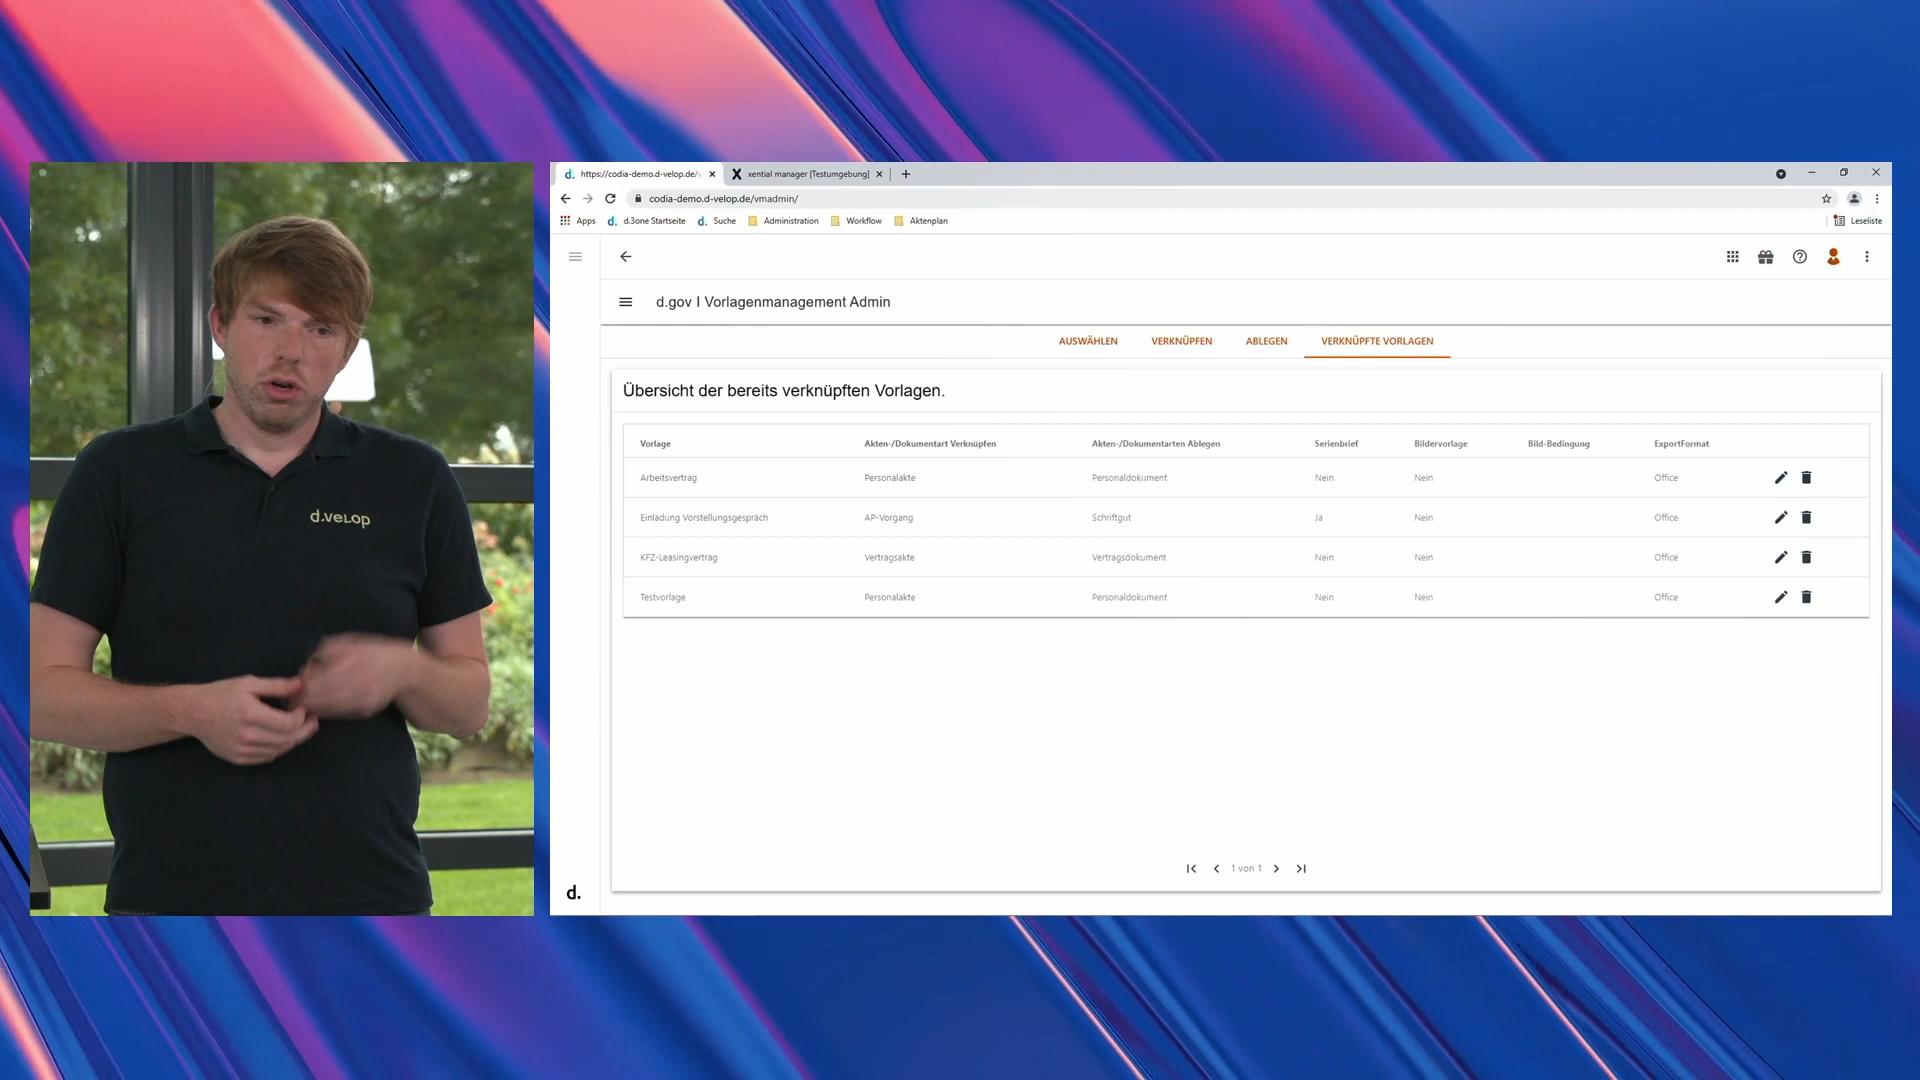 d.velop
https://codia-demo.d-velop.de/v
xential manager [Testumgebung]
codia-demo.d-velop.de/vmadmin/
Apps d. d.3one Startseite d. Suche Administration Workflow Aktenplan Leseliste
d.gov I Vorlagenmanagement Admin
AUSWÄHLEN VERKNÜPFEN ABLEGEN VERKNÜPFTE VORLAGEN
Übersicht der bereits verknüpften Vorlagen.
Vorlage Akten-/Dokumentart Verknüpfen Akten-/Dokumentarten Ablegen Serienbrief Bildervorlage Bild-Bedingung ExportFormat
Arbeitsvertrag Personalakte Personaldokument Nein Nein Office
Einladung Vorstellungsgespräch AP-Vorgang Schriftgut Ja Nein Office
KFZ-Leasingvertrag Vertragsakte Vertragsdokument Nein Nein Office
Testvorlage Personalakte Personaldokument Nein Nein Office
1 von 1
d.